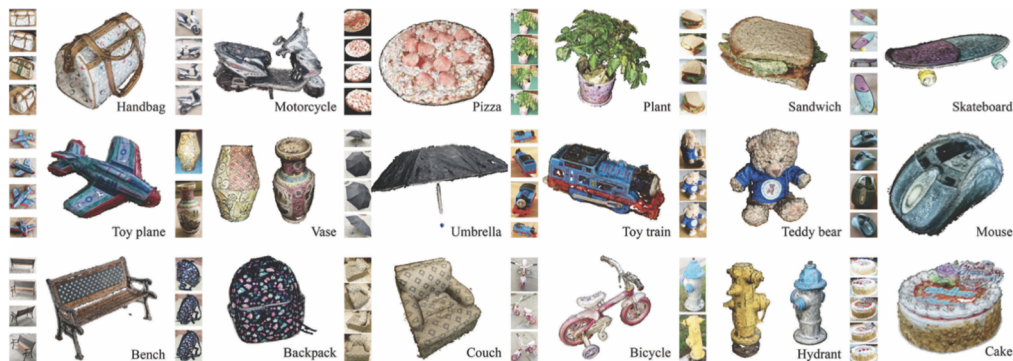 Handbag
Motorcycle
Pizza
Plant
Sandwich
Skateboard
Toy plane
Vase
Umbrella
Toy train
Teddy bear
Mouse
Bench
Backpack
Couch
Bicycle
Hydrant
Cake